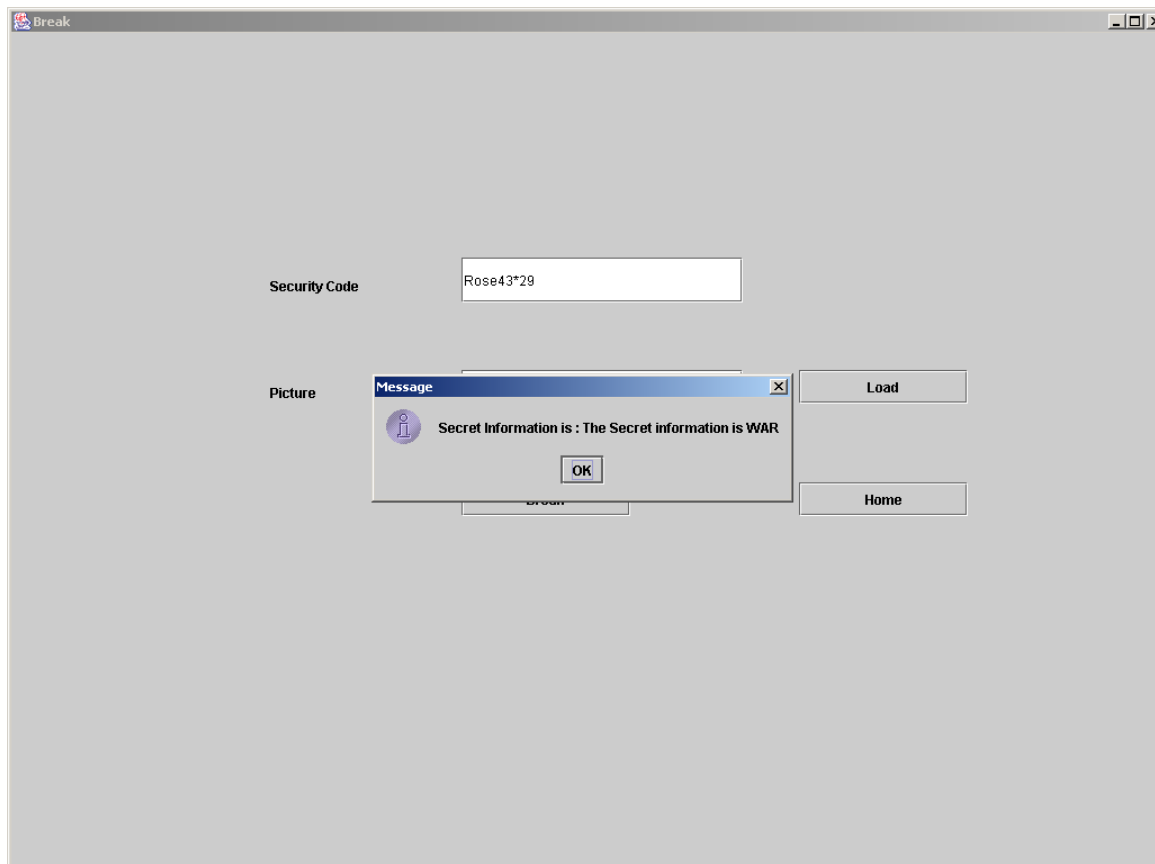 Break
Security Code
Rose43*29
Picture
Load
Message
Secret Information is : The Secret information is WAR
OK
Home